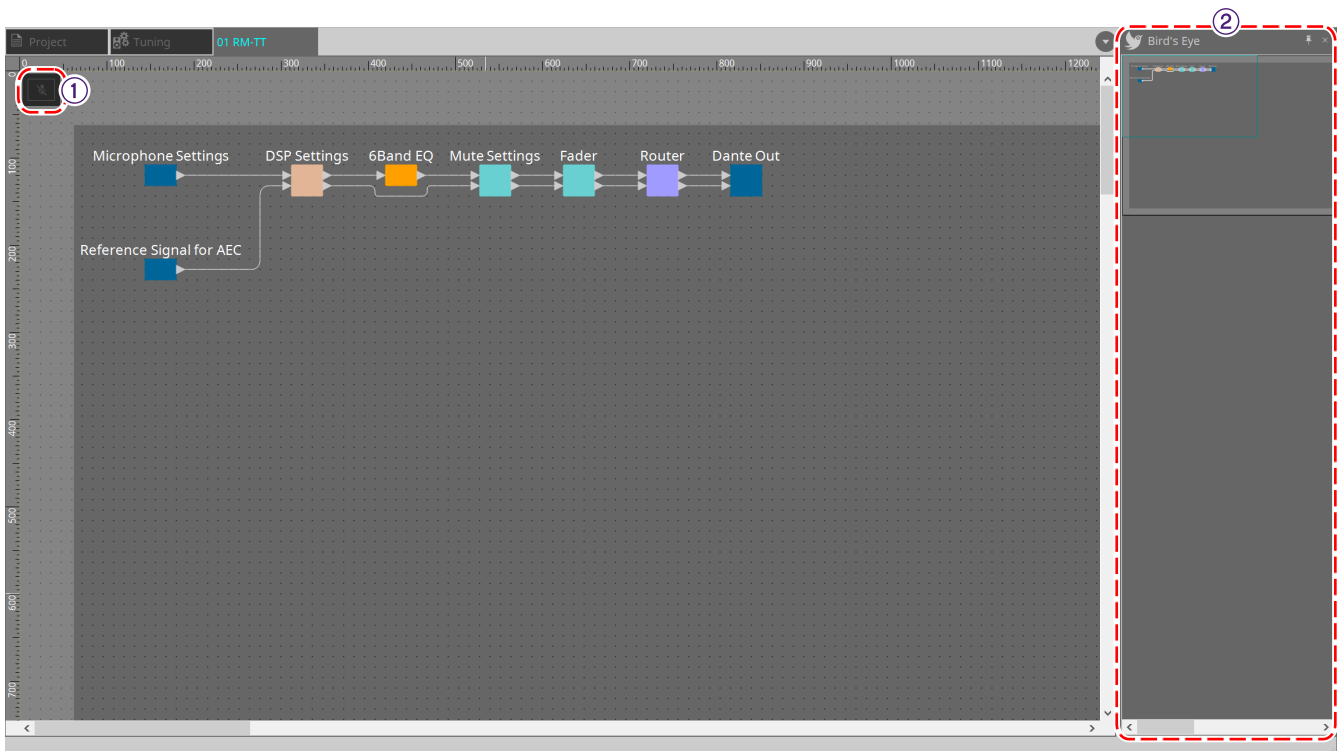 ②
Project Tuning 01 RM-TT Bird's Eye
0 100 200 300 400 500 600 700 800 900 1000 1100 1200
①
0
100
200
300
400
500
600
700
Microphone Settings DSP Settings 6Band EQ Mute Settings Fader Router Dante Out
Reference Signal for AEC